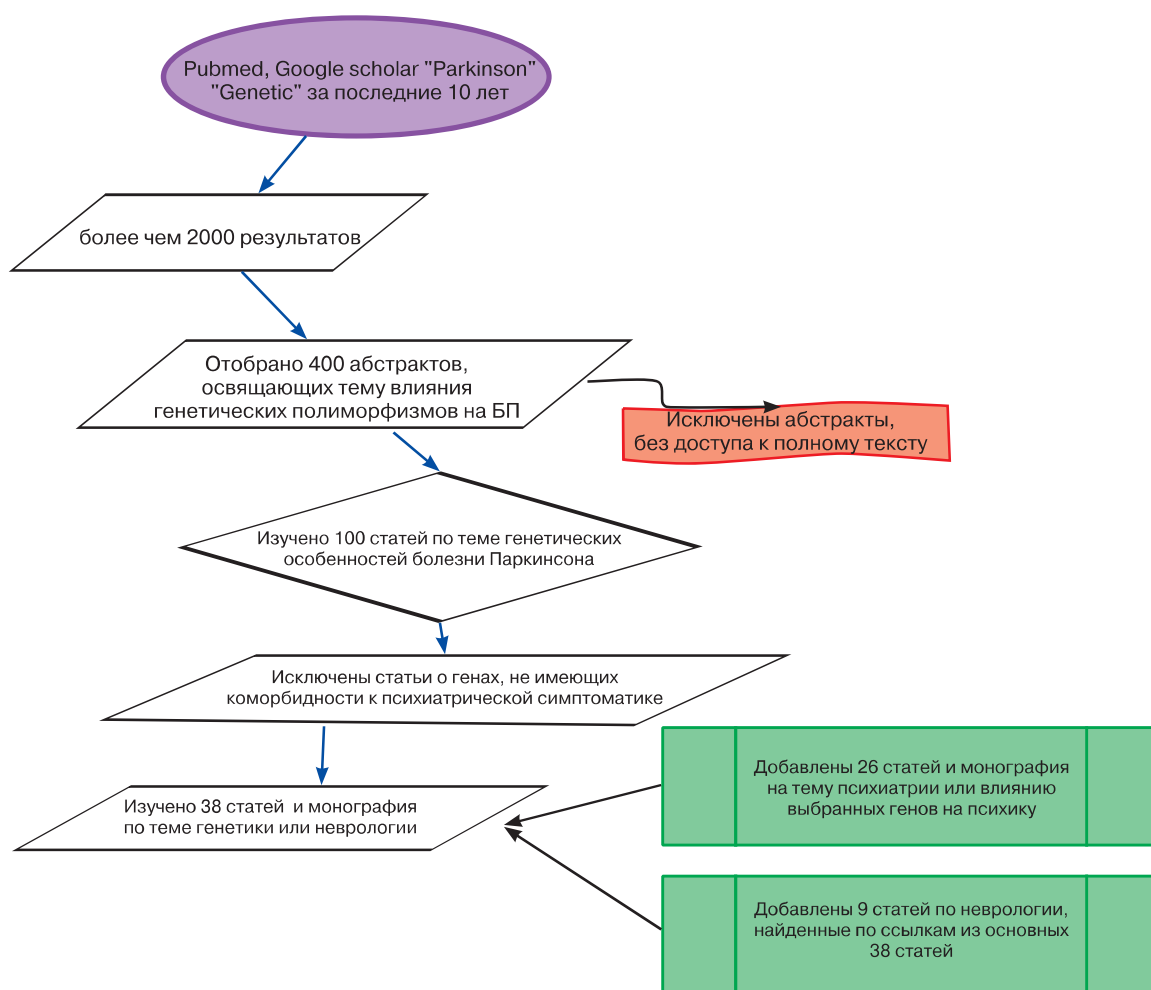 Pubmed, Google scholar "Parkinson"
"Genetic" за последние 10 лет
более чем 2000 результатов
Отобрано 400 абстрактов,
освящающих тему влияния
генетических полиморфизмов на БП
Исключены абстракты,
без доступа к полному тексту
Изучено 100 статей по теме генетических
особенностей болезни Паркинсона
Исключены статьи о генах, не имеющих
коморбидности к психиатрической симптоматике
Изучено 38 статей и монография
по теме генетики или неврологии
Добавлены 26 статей и монография
на тему психиатрии или влиянию
выбранных генов на психику
Добавлены 9 статей по неврологии,
найденные по ссылкам из основных
38 статей